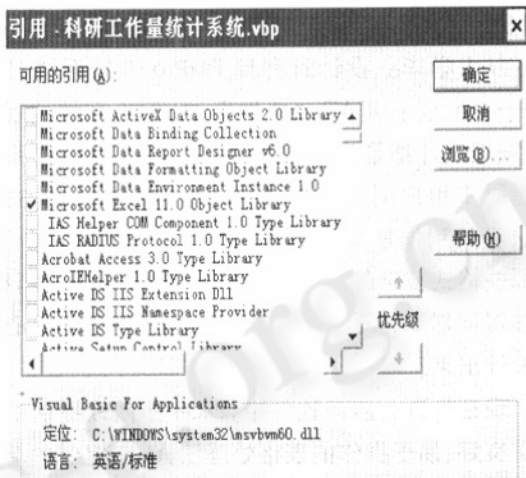 引用 - 科研工作量统计系统.vbp
可用的引用(A):
Microsoft ActiveX Data Objects 2.0 Library
Microsoft Data Binding Collection
Microsoft Data Report Designer v6.0
Microsoft Data Formatting Object Library
Microsoft Data Environment Instance 1.0
Microsoft Excel 11.0 Object Library
IAS Helper COM Component 1.0 Type Library
IAS RADIUS Protocol 1.0 Type Library
Acrobat Access 3.0 Type Library
AcroIEHelper 1.0 Type Library
Active DS IIS Extension Dll
Active DS IIS Namespace Provider
Active DS Type Library
Active Setup Control Library
确定
取消
浏览(B)...
帮助(H)
优先级
Visual Basic For Applications
定位: C:\WINDOWS\system32\msvbvm60.dll
语言: 英语/标准